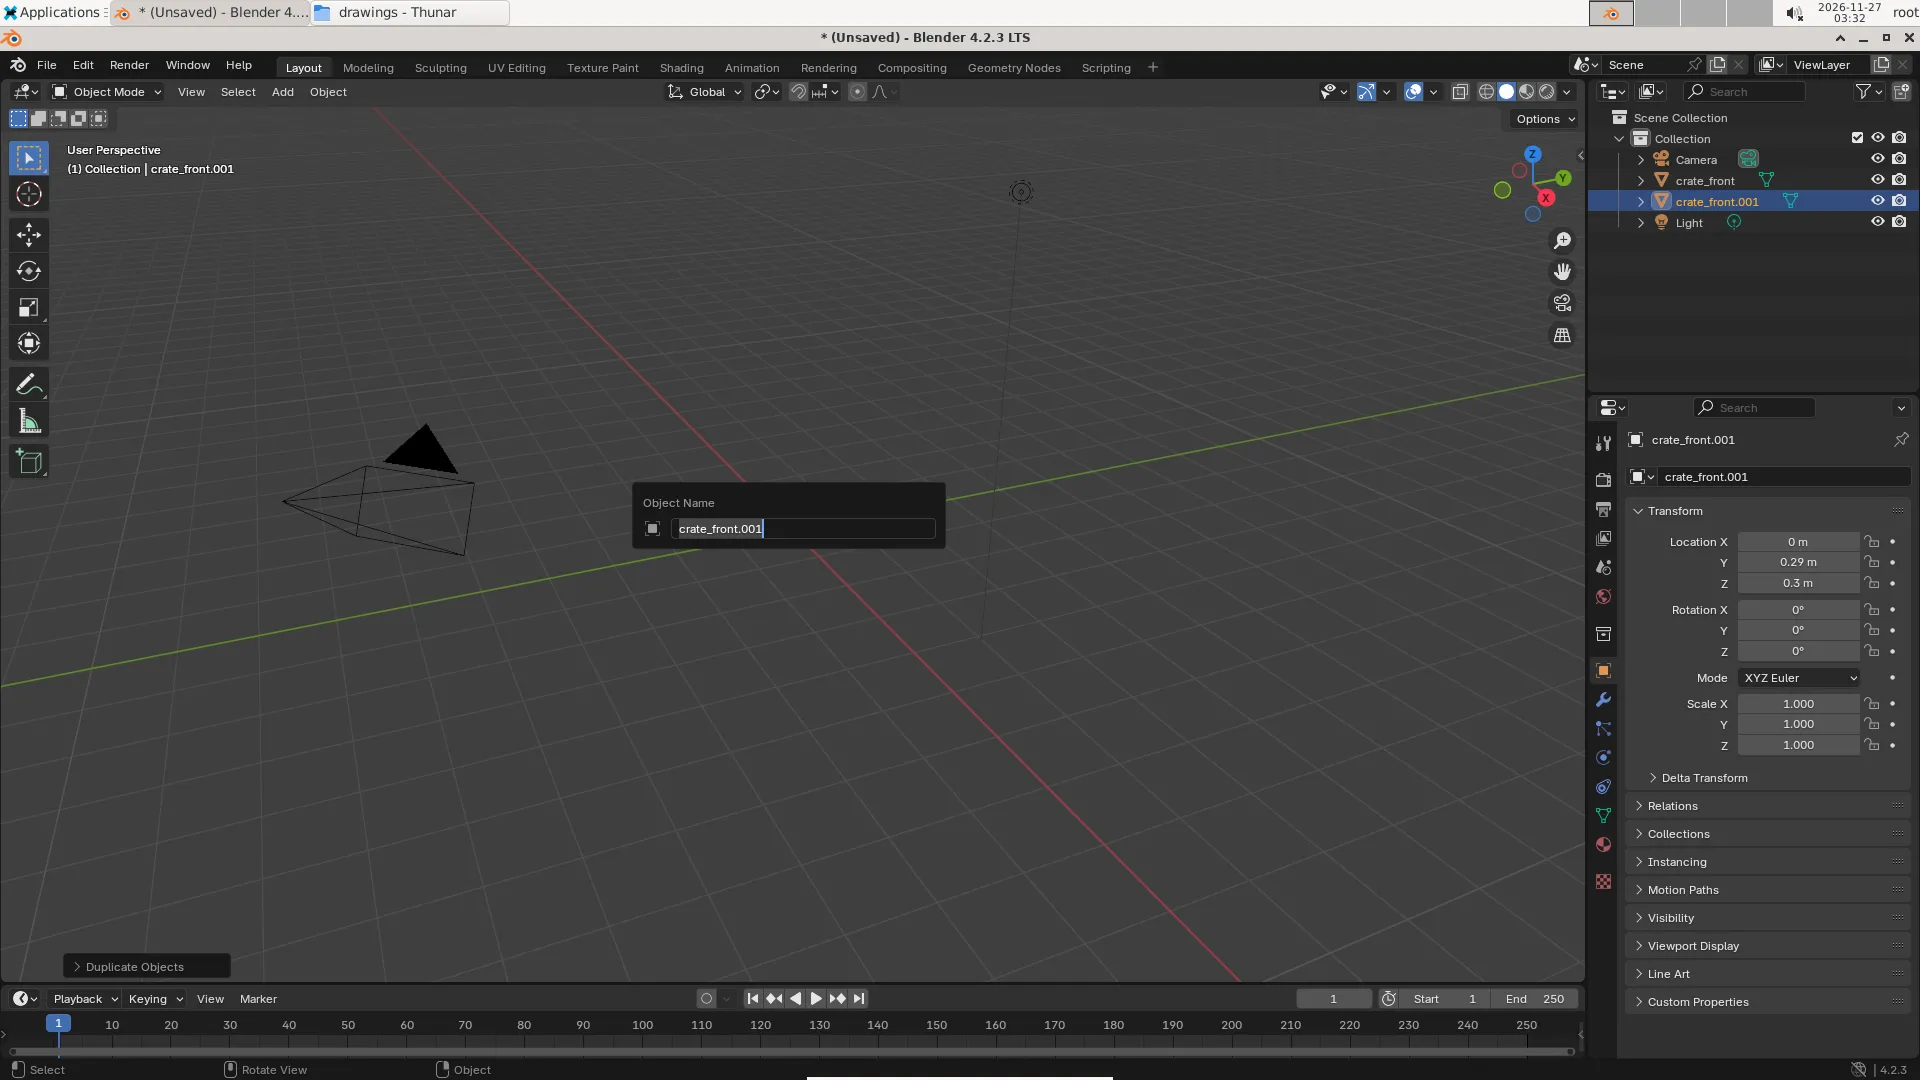 Applications
* (Unsaved) - Blender 4....
drawings - Thunar
2026-11-27
03:32
root
* (Unsaved) - Blender 4.2.3 LTS
File
Edit
Render
Window
Help
Layout
Modeling
Sculpting
UV Editing
Texture Paint
Shading
Animation
Rendering
Compositing
Geometry Nodes
Scripting
Scene
ViewLayer
Object Mode
View
Select
Add
Object
Global
Search
Options
User Perspective
(1) Collection | crate_front.001
Z
Y
X
Scene Collection
Collection
Camera
crate_front
crate_front.001
Light
Search
crate_front.001
crate_front.001
Transform
Location X 0 m
Y 0.29 m
Z 0.3 m
Rotation X 0°
Y 0°
Z 0°
Mode XYZ Euler
Scale X 1.000
Y 1.000
Z 1.000
Delta Transform
Relations
Collections
Instancing
Motion Paths
Visibility
Viewport Display
Line Art
Custom Properties
Object Name
crate_front.001
Duplicate Objects
Playback
Keying
View
Marker
1
Start 1
End 250
1 10 20 30 40 50 60 70 80 90 100 110 120 130 140 150 160 170 180 190 200 210 220 230 240 250
Select
Rotate View
Object
4.2.3